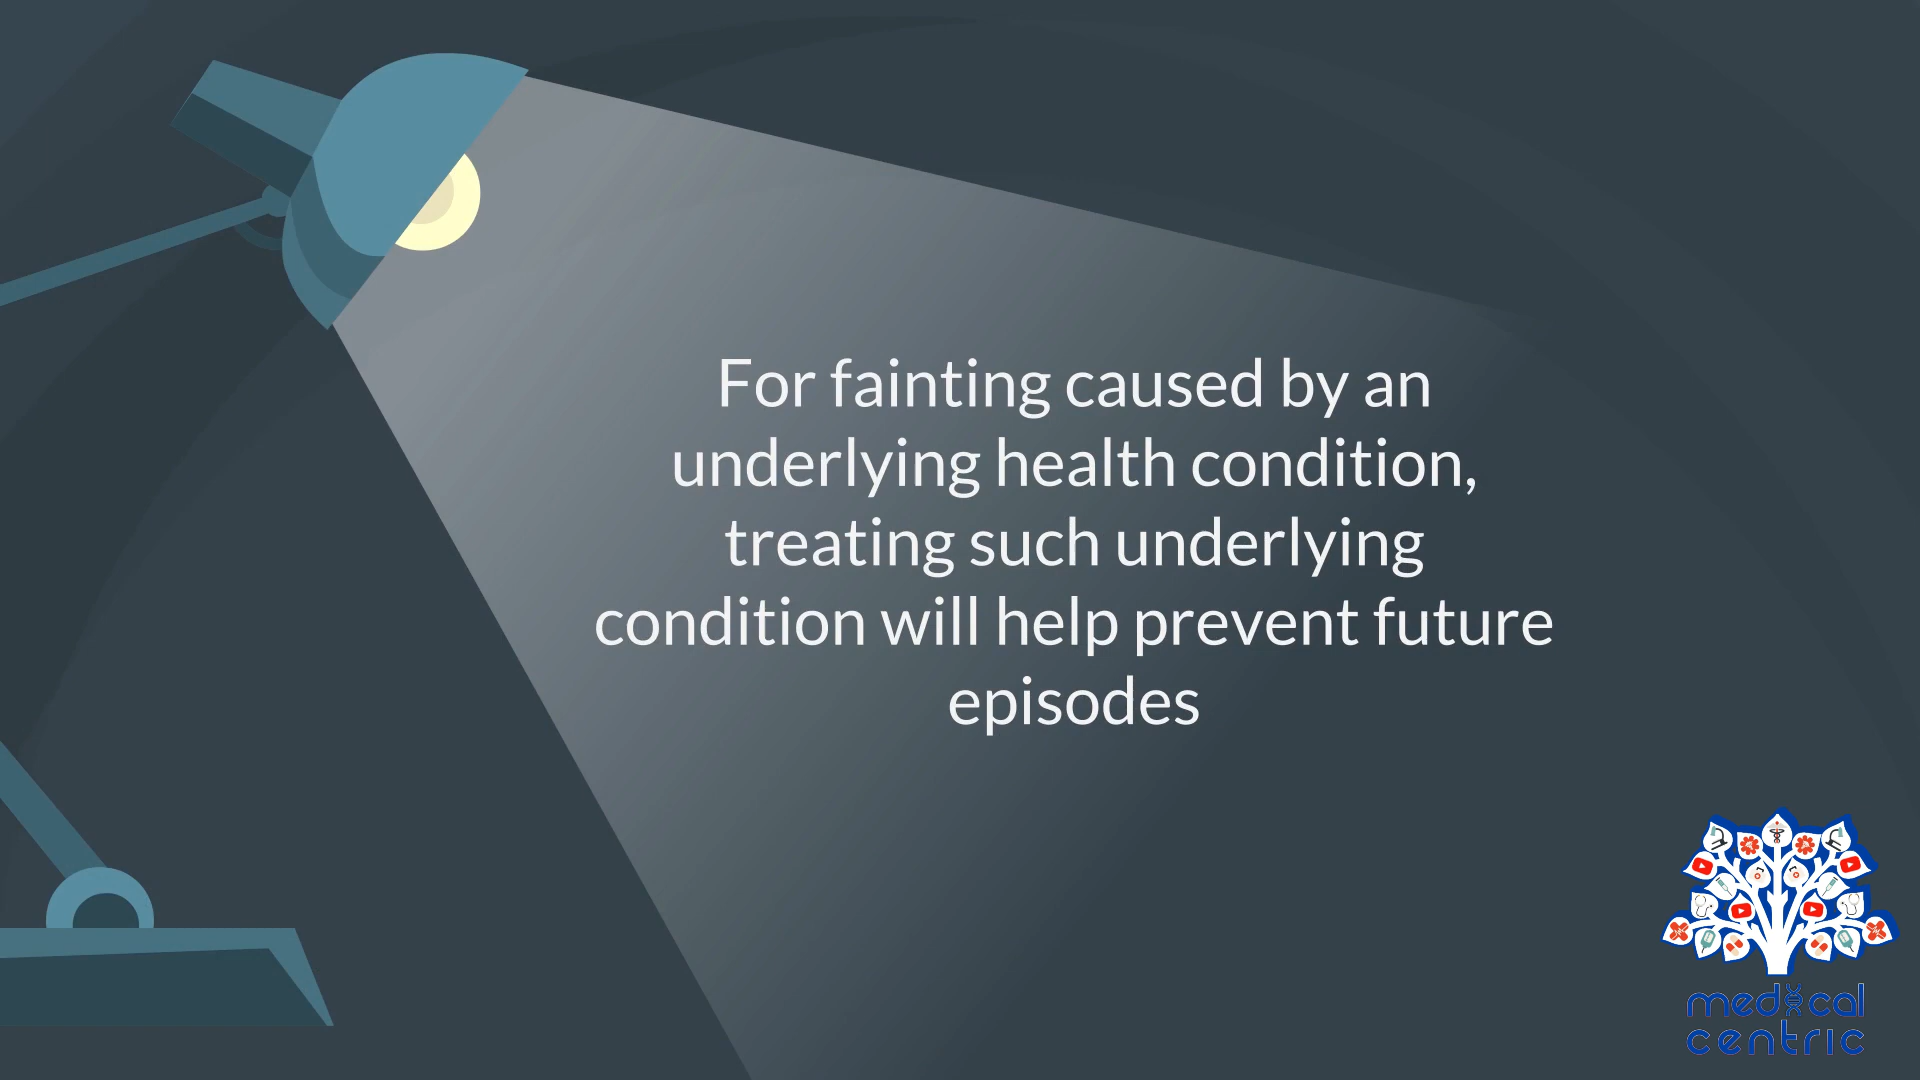 For fainting caused by an
underlying health condition,
treating such underlying
condition will help prevent future
episodes
medical
centric